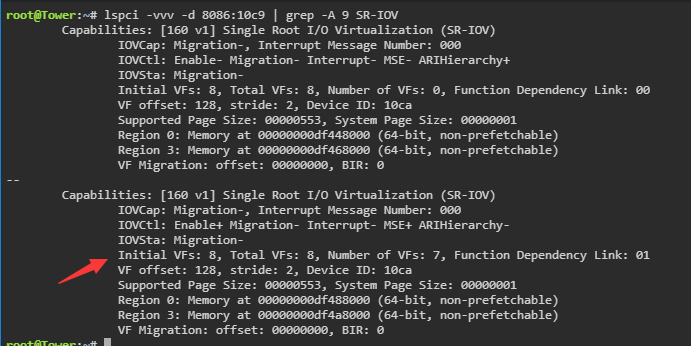 root@Tower:~# lspci -vvv -d 8086:10c9 | grep -A 9 SR-IOV
Capabilities: [160 v1] Single Root I/O Virtualization (SR-IOV)
IOVCap: Migration-, Interrupt Message Number: 000
IOVCtl: Enable- Migration- Interrupt- MSE- ARIHierarchy+
IOVSta: Migration-
Initial VFs: 8, Total VFs: 8, Number of VFs: 0, Function Dependency Link: 00
VF offset: 128, stride: 2, Device ID: 10ca
Supported Page Size: 00000553, System Page Size: 00000001
Region 0: Memory at 00000000df448000 (64-bit, non-prefetchable)
Region 3: Memory at 00000000df468000 (64-bit, non-prefetchable)
VF Migration: offset: 00000000, BIR: 0
--
Capabilities: [160 v1] Single Root I/O Virtualization (SR-IOV)
IOVCap: Migration-, Interrupt Message Number: 000
IOVCtl: Enable+ Migration- Interrupt- MSE+ ARIHierarchy-
IOVSta: Migration-
Initial VFs: 8, Total VFs: 8, Number of VFs: 7, Function Dependency Link: 01
VF offset: 128, stride: 2, Device ID: 10ca
Supported Page Size: 00000553, System Page Size: 00000001
Region 0: Memory at 00000000df488000 (64-bit, non-prefetchable)
Region 3: Memory at 00000000df4a8000 (64-bit, non-prefetchable)
VF Migration: offset: 00000000, BIR: 0
root@Tower:~#